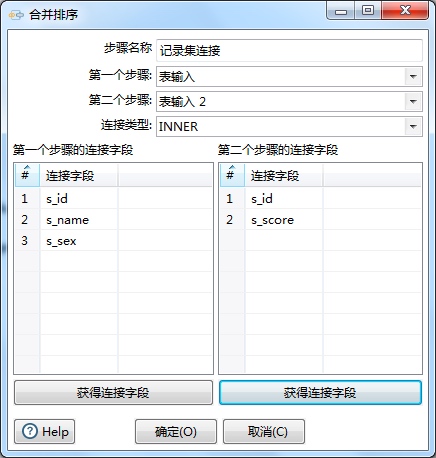 合并排序
步骤名称 记录集连接
第一个步骤: 表输入
第二个步骤: 表输入 2
连接类型: INNER
第一个步骤的连接字段 第二个步骤的连接字段
# 连接字段 # 连接字段
1 s_id 1 s_id
2 s_name 2 s_score
3 s_sex
获得连接字段 获得连接字段
? Help 确定(O) 取消(C)